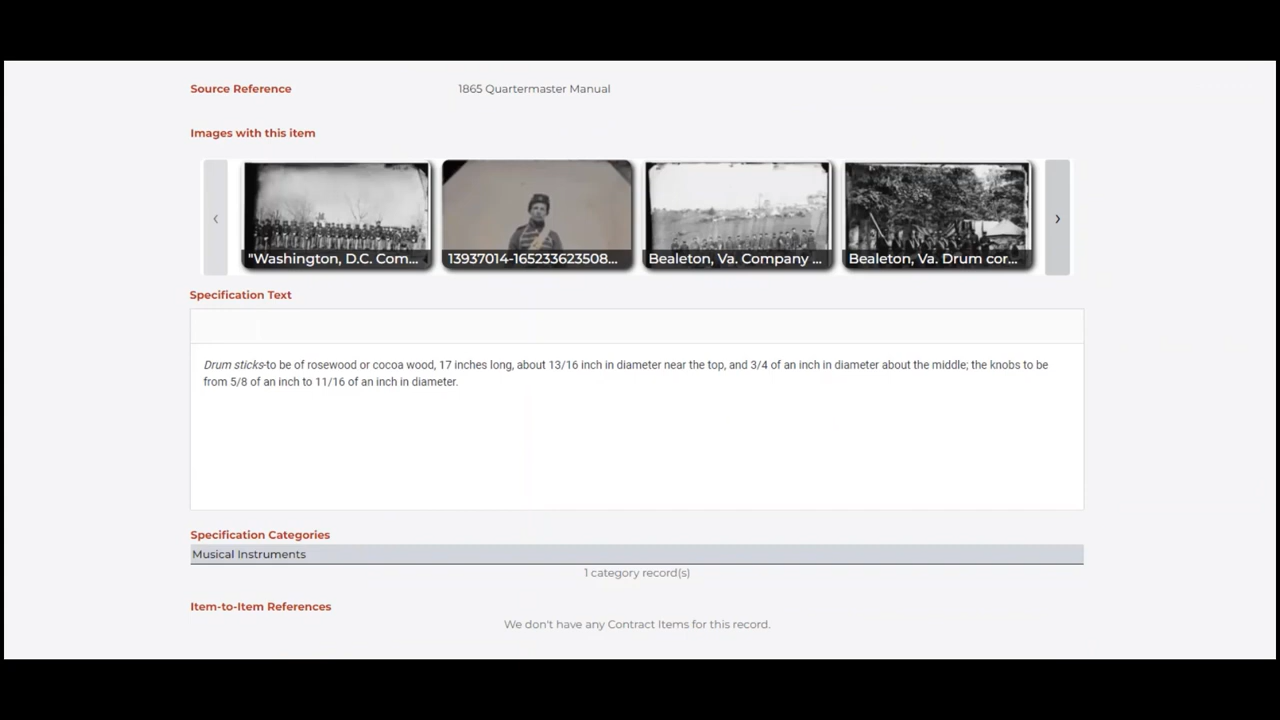 Source Reference 1865 Quartermaster Manual
Images with this item
"Washington, D.C. Com... 13937014-165233623508... Bealeton, Va. Company ... Bealeton, Va. Drum cor...
Specification Text
Drum sticks-to be of rosewood or cocoa wood, 17 inches long, about 13/16 inch in diameter near the top, and 3/4 of an inch in diameter about the middle; the knobs to be
from 5/8 of an inch to 11/16 of an inch in diameter.
Specification Categories
Musical Instruments
1 category record(s)
Item-to-Item References
We don't have any Contract Items for this record.